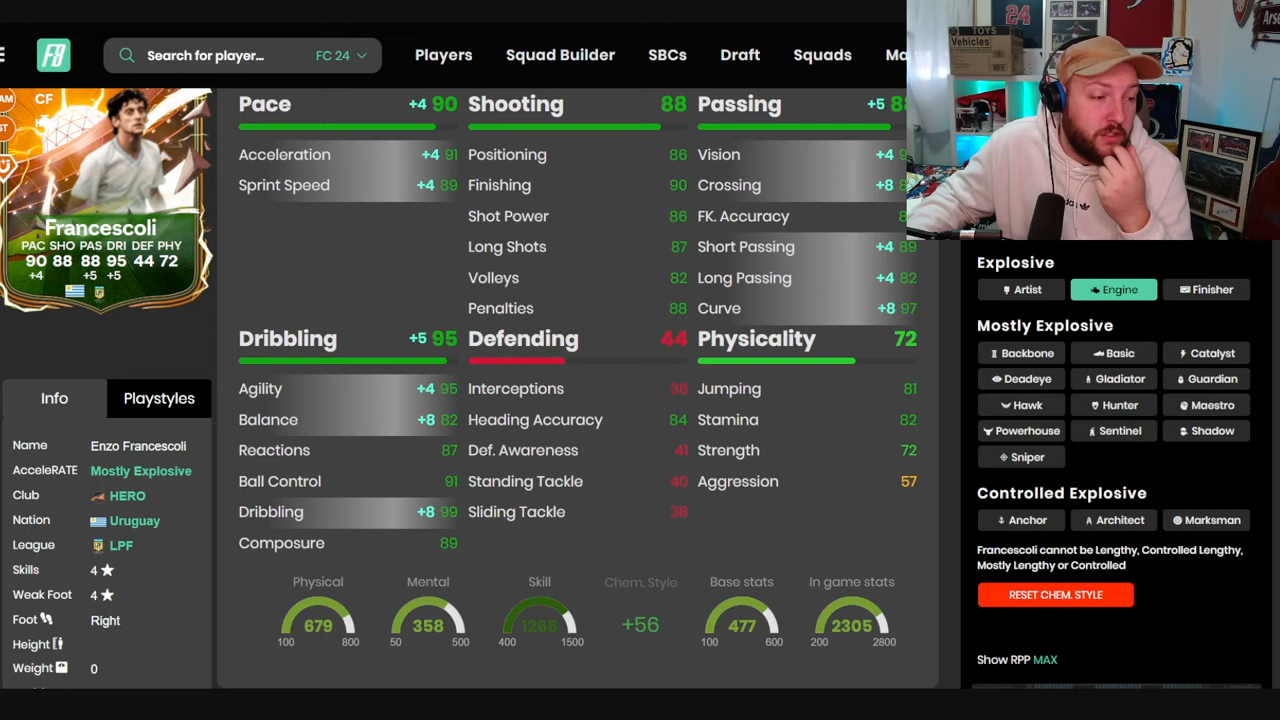 Search for player... FC 24
Players Squad Builder SBCs Draft Squads
24
TOYS
Vehicles
AM
CF
ST
Francescoli
PAC SHO PAS DRI DEF PHY
90 88 88 95 44 72
+4 +5 +5
Info Playstyles
Name Enzo Francescoli
AcceleRATE Mostly Explosive
Club HERO
Nation Uruguay
League LPF
Skills 4
Weak Foot 4
Foot Right
Height
Weight 0
Pace +4 90
Acceleration +4 91
Sprint Speed +4 89
Shooting 88
Positioning 86
Finishing 90
Shot Power 86
Long Shots 87
Volleys 82
Penalties 88
Passing +5
Vision +4
Crossing +8
FK. Accuracy
Short Passing +4 89
Long Passing +4 82
Curve +8 97
Dribbling +5 95
Agility +4 95
Balance +8 82
Reactions 87
Ball Control 91
Dribbling +8 99
Composure 89
Defending 44
Interceptions 38
Heading Accuracy 84
Def. Awareness 41
Standing Tackle 40
Sliding Tackle 38
Physicality 72
Jumping 81
Stamina 82
Strength 72
Aggression 57
Physical Mental Skill Chem. Style Base stats In game stats
679 358 1268 +56 477 2305
100 800 50 500 400 1500 100 600 200 2800
Explosive
Artist Engine Finisher
Mostly Explosive
Backbone Basic Catalyst
Deadeye Gladiator Guardian
Hawk Hunter Maestro
Powerhouse Sentinel Shadow
Sniper
Controlled Explosive
Anchor Architect Marksman
Francescoli cannot be Lengthy, Controlled Lengthy,
Mostly Lengthy or Controlled
RESET CHEM. STYLE
Show RPP MAX